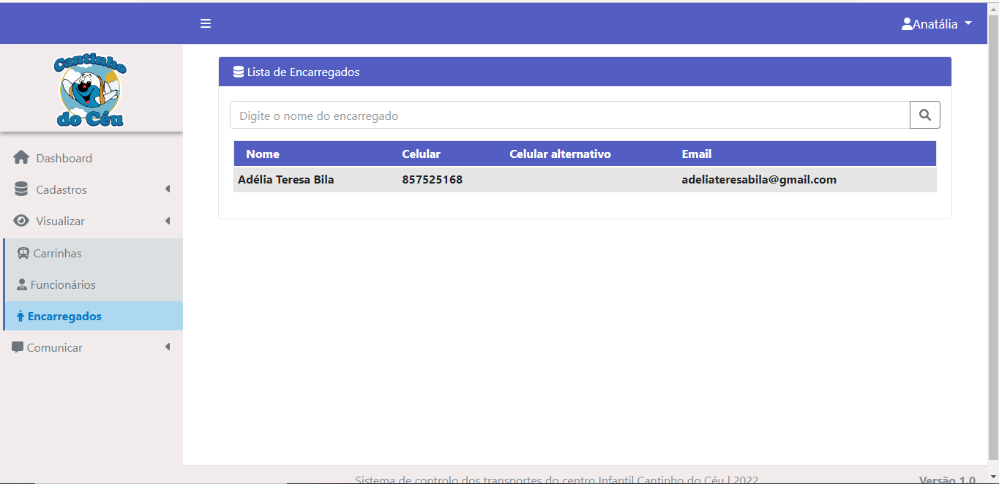 Anatália
Cantinho
do Céu
Lista de Encarregados
Digite o nome do encarregado
Nome Celular Celular alternativo Email
Adélia Teresa Bila 857525168 adeliateresabila@gmail.com
Dashboard
Cadastros
Visualizar
Carrinhas
Funcionários
Encarregados
Comunicar
Sistema de controlo dos transportes do centro Infantil Cantinho do Céu | 2022 Versão 1.0